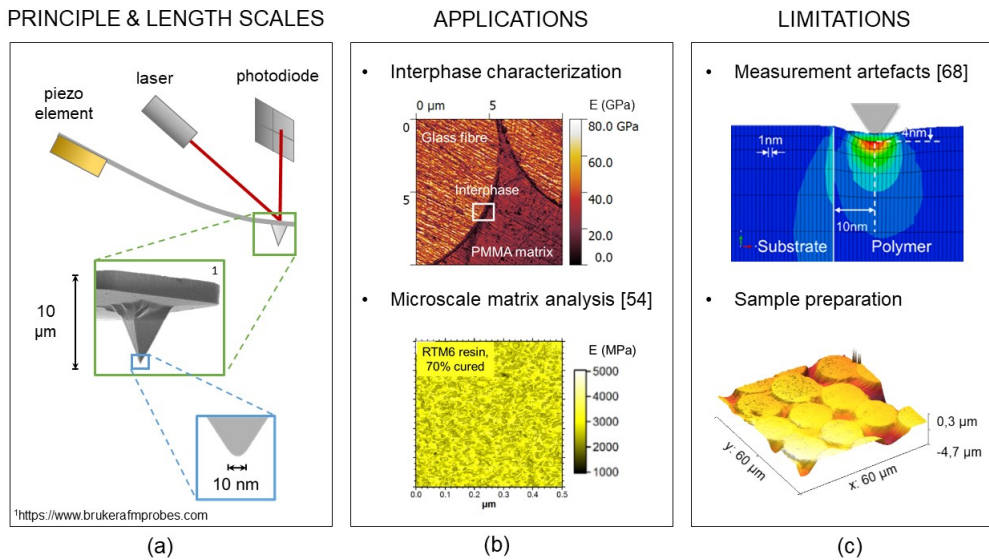 PRINCIPLE & LENGTH SCALES
APPLICATIONS
LIMITATIONS
piezo
element
laser
photodiode
1
10
µm
10 nm
¹https://www.brukerafmprobes.com
(a)
• Interphase characterization
0 µm 5
E (GPa)
0
5
Glass fibre
Interphase
PMMA matrix
80.0 GPa
60.0
40.0
20.0
0.0
• Microscale matrix analysis [54]
RTM6 resin,
70% cured
E (MPa)
5000
4000
3000
2000
1000
0.0 0.1 0.2 0.3 0.4 0.5
µm
(b)
• Measurement artefacts [68]
1nm
4nm
10nm
Substrate
Polymer
• Sample preparation
0,3 µm
-4,7 µm
y: 60 µm
x: 60 µm
(c)